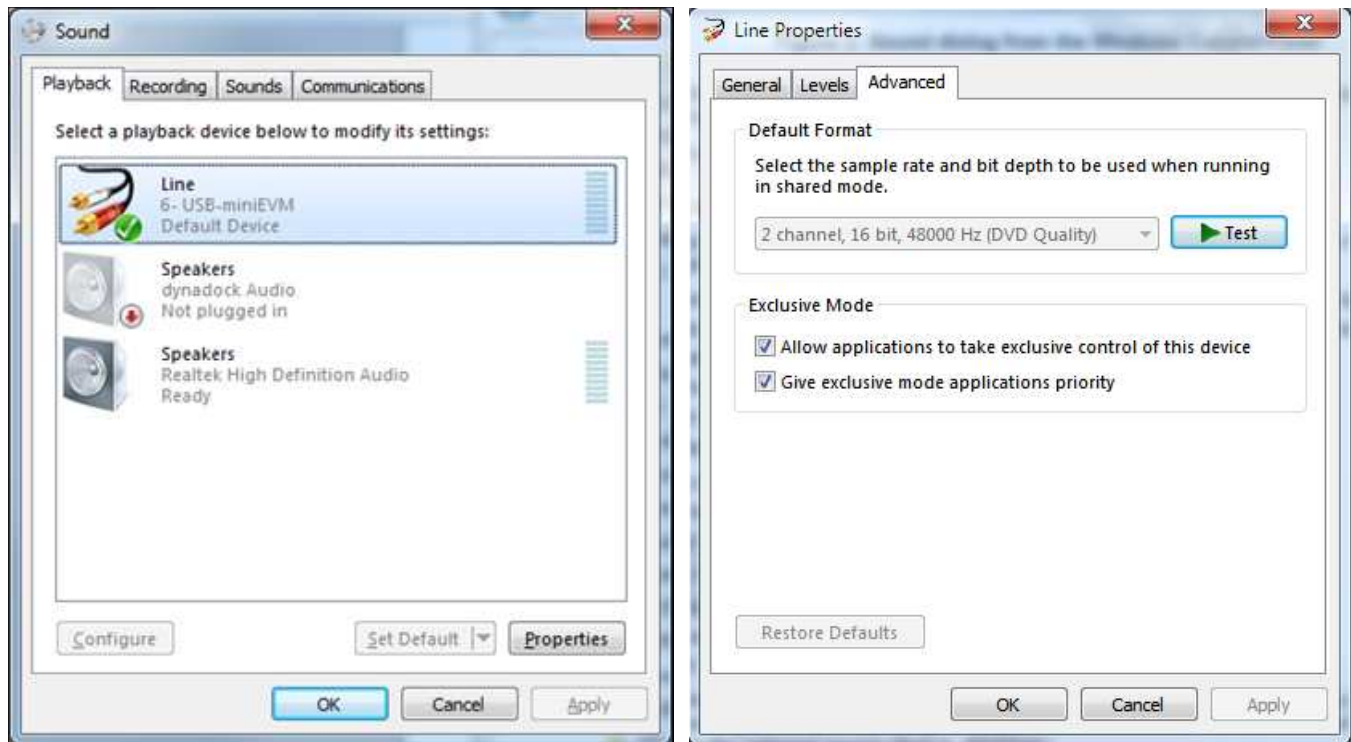 Sound
Playback Recording Sounds Communications
Select a playback device below to modify its settings:
Line
6- USB-miniEVM
Default Device
Speakers
dynadock Audio
Not plugged in
Speakers
Realtek High Definition Audio
Ready
Configure Set Default Properties
OK Cancel Apply
Line Properties
General Levels Advanced
Default Format
Select the sample rate and bit depth to be used when running
in shared mode.
2 channel, 16 bit, 48000 Hz (DVD Quality) Test
Exclusive Mode
Allow applications to take exclusive control of this device
Give exclusive mode applications priority
Restore Defaults
OK Cancel Apply